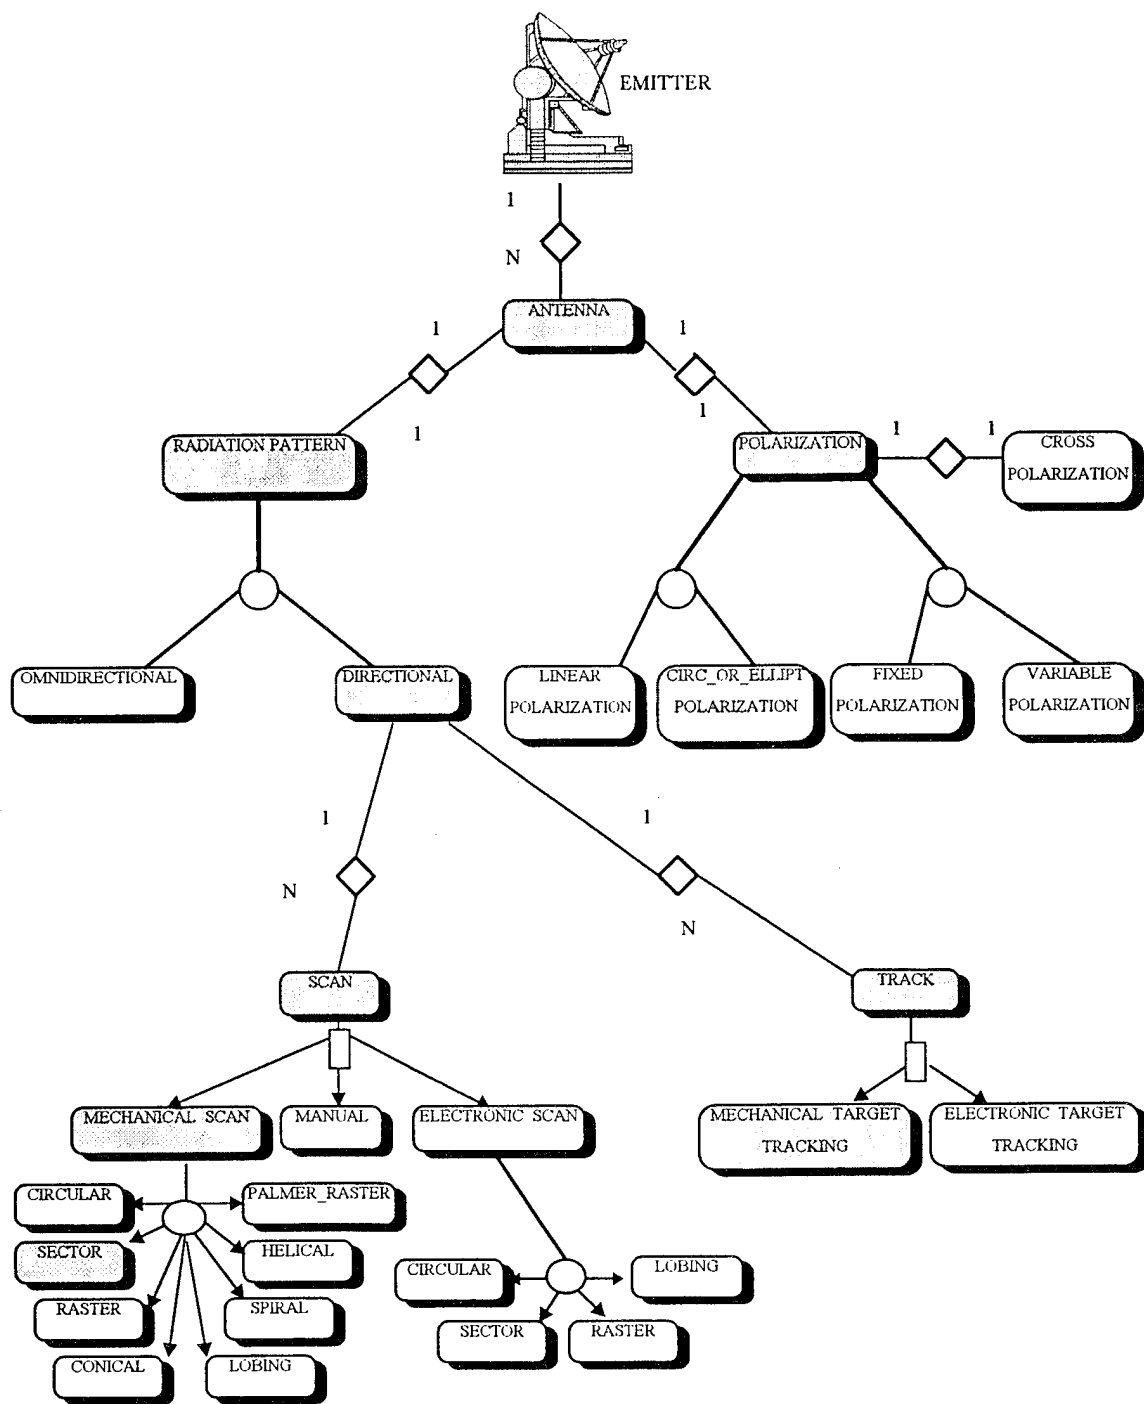 EMITTER
1
N
ANTENNA
1
1
1
1
RADIATION PATTERN
POLARIZATION
1
1
CROSS
POLARIZATION
OMNIDIRECTIONAL
DIRECTIONAL
LINEAR
POLARIZATION
CIRC_OR_ELLIPT
POLARIZATION
FIXED
POLARIZATION
VARIABLE
POLARIZATION
1
N
1
N
SCAN
TRACK
MECHANICAL SCAN
MANUAL
ELECTRONIC SCAN
MECHANICAL TARGET
TRACKING
ELECTRONIC TARGET
TRACKING
CIRCULAR
PALMER_RASTER
SECTOR
HELICAL
RASTER
SPIRAL
CONICAL
LOBING
CIRCULAR
LOBING
SECTOR
RASTER